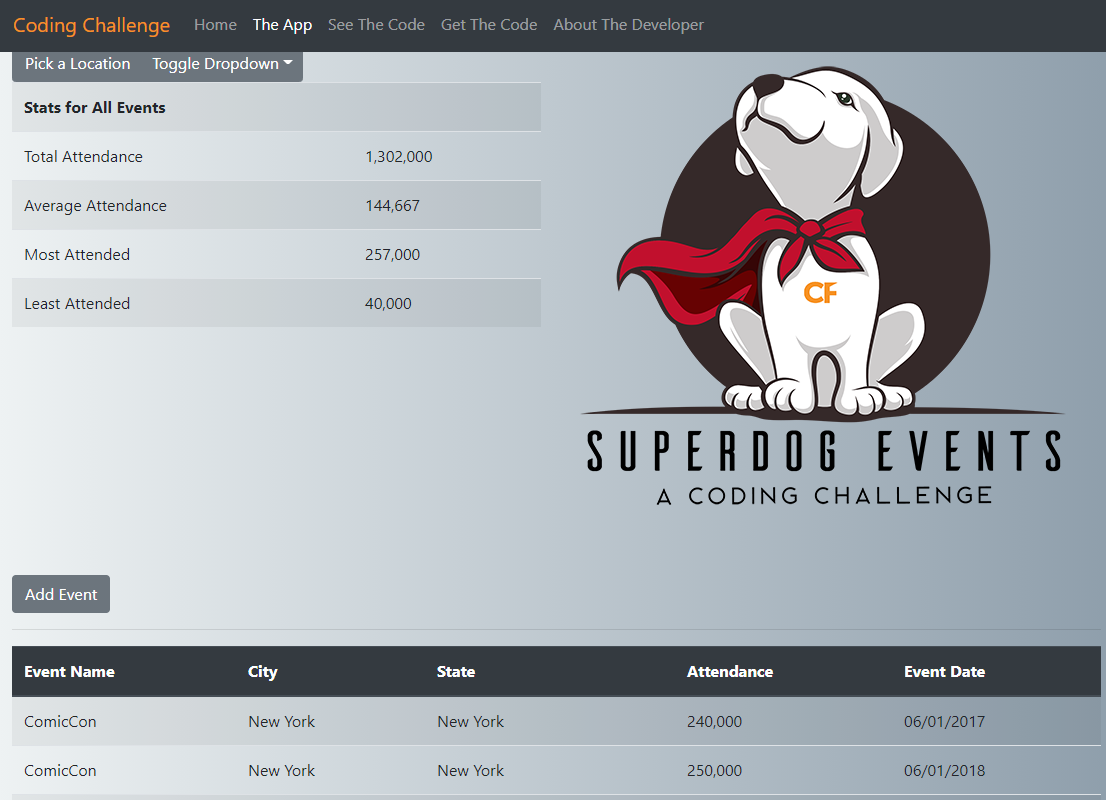 Coding Challenge Home The App See The Code Get The Code About The Developer
Pick a Location Toggle Dropdown
Stats for All Events
Total Attendance 1,302,000
Average Attendance 144,667
Most Attended 257,000
Least Attended 40,000
CF
SUPERDOG EVENTS
A CODING CHALLENGE
Add Event
Event Name City State Attendance Event Date
ComicCon New York New York 240,000 06/01/2017
ComicCon New York New York 250,000 06/01/2018